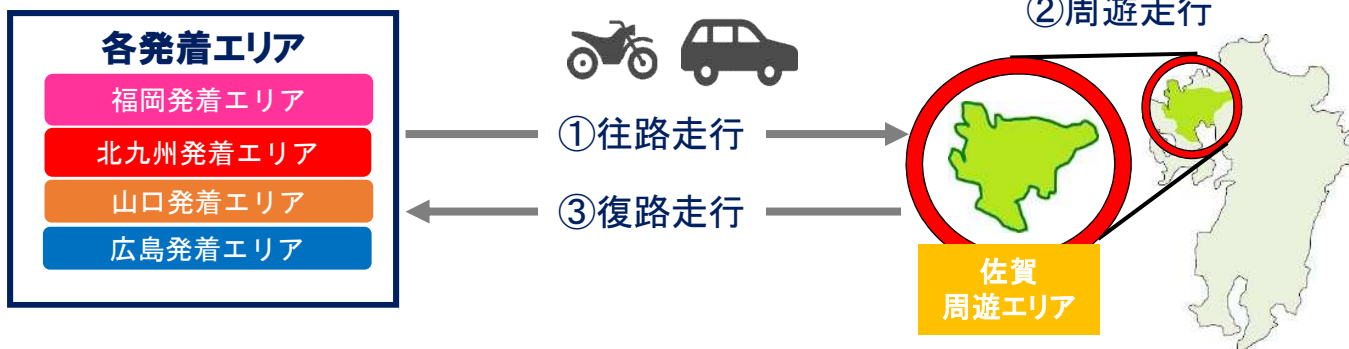 各発着エリア
福岡発着エリア
北九州発着エリア
山口発着エリア
広島発着エリア
①往路走行
③復路走行
②周遊走行
佐賀
周遊エリア